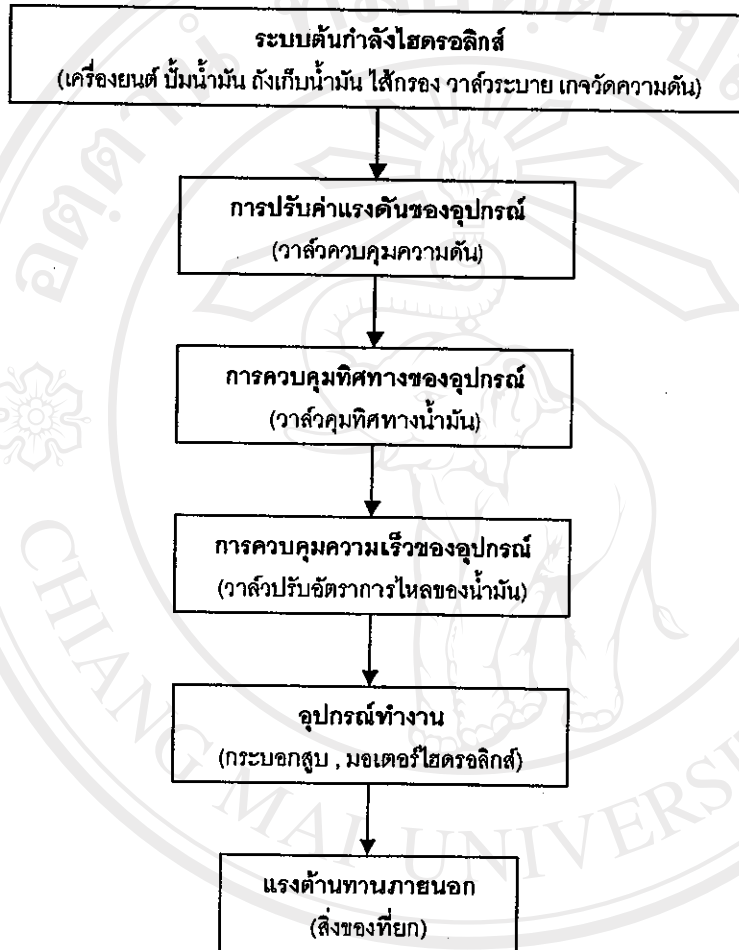 ระบบต้นกำลังไฮดรอลิกส์
(เครื่องยนต์ ปั้มน้ำมัน ถังเก็บน้ำมัน ไส้กรอง วาล์วระบาย เกจวัดความดัน)
การปรับค่าแรงดันของอุปกรณ์
(วาล์วควบคุมความดัน)
การควบคุมทิศทางของอุปกรณ์
(วาล์วคุมทิศทางน้ำมัน)
การควบคุมความเร็วของอุปกรณ์
(วาล์วปรับอัตราการไหลของน้ำมัน)
อุปกรณ์ทำงาน
(กระบอกสูบ , มอเตอร์ไฮดรอลิกส์)
แรงต้านทานภายนอก
(สิ่งของที่ยก)
CHIANG MAI UNIVERSI